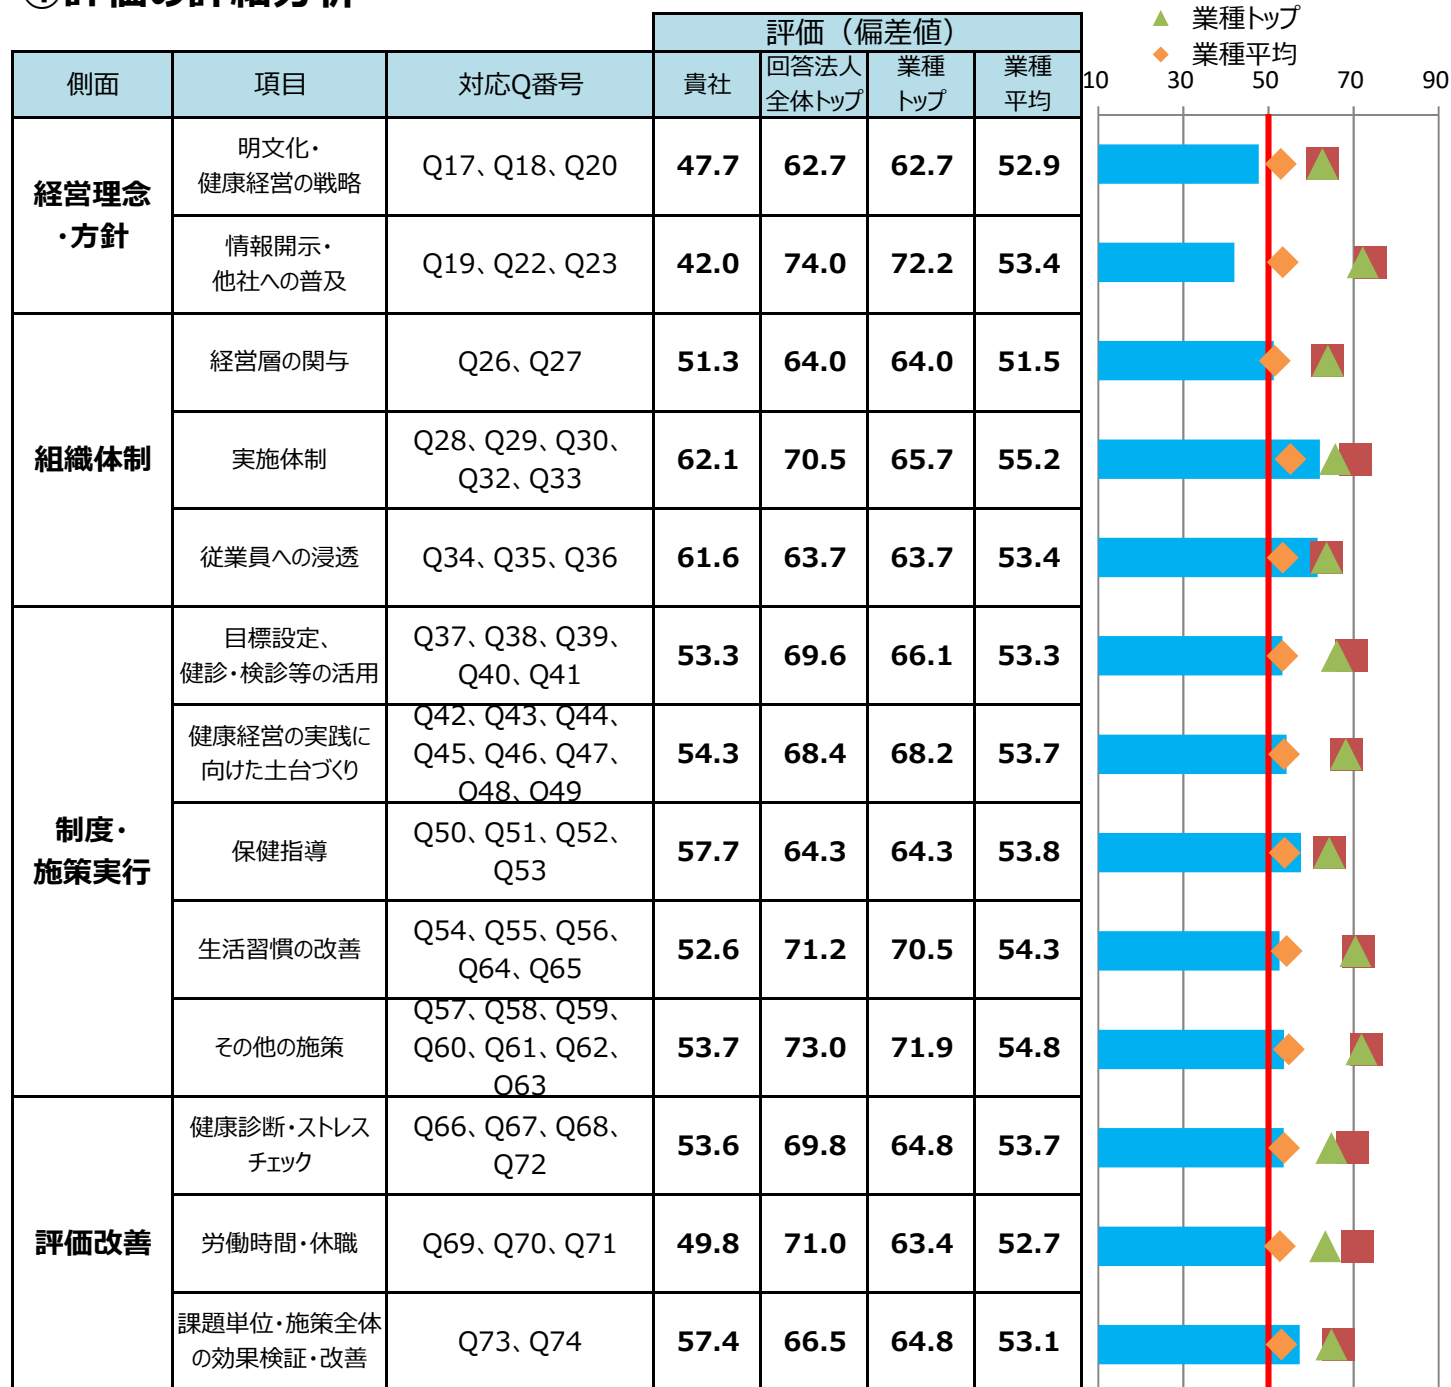 ①評価の詳細分析
▲ 業種トップ
◆ 業種平均
評価（偏差値）
側面 項目 対応Q番号 貴社 回答法人 業種 業種
全体トップ トップ 平均
10 30 50 70 90
経営理念
・方針
明文化・
健康経営の戦略
Q17、Q18、Q20 47.7 62.7 62.7 52.9
情報開示・
他社への普及
Q19、Q22、Q23 42.0 74.0 72.2 53.4
組織体制
経営層の関与 Q26、Q27 51.3 64.0 64.0 51.5
実施体制
Q28、Q29、Q30、
Q32、Q33
62.1 70.5 65.7 55.2
従業員への浸透 Q34、Q35、Q36 61.6 63.7 63.7 53.4
制度・
施策実行
目標設定、
健診・検診等の活用
Q37、Q38、Q39、
Q40、Q41
53.3 69.6 66.1 53.3
健康経営の実践に
向けた土台づくり
Q42、Q43、Q44、
Q45、Q46、Q47、
Q48、Q49
54.3 68.4 68.2 53.7
保健指導
Q50、Q51、Q52、
Q53
57.7 64.3 64.3 53.8
生活習慣の改善
Q54、Q55、Q56、
Q64、Q65
52.6 71.2 70.5 54.3
その他の施策
Q57、Q58、Q59、
Q60、Q61、Q62、
Q63
53.7 73.0 71.9 54.8
評価改善
健康診断・ストレス
チェック
Q66、Q67、Q68、
Q72
53.6 69.8 64.8 53.7
労働時間・休職 Q69、Q70、Q71 49.8 71.0 63.4 52.7
課題単位・施策全体
の効果検証・改善
Q73、Q74 57.4 66.5 64.8 53.1